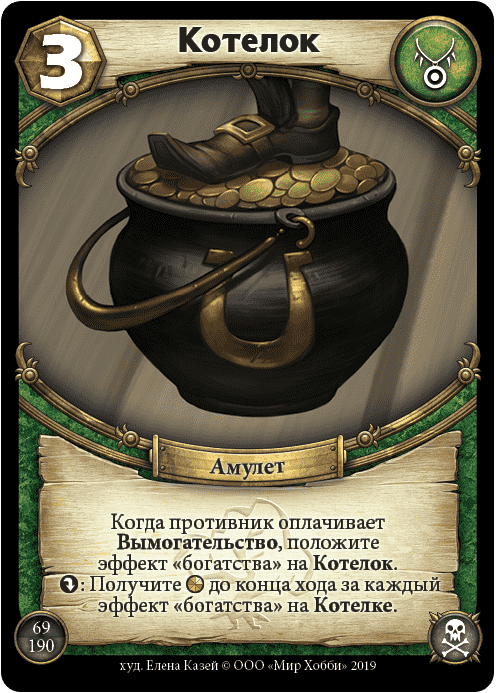 3
Котелок
Амулет
Когда противник оплачивает
Вымогательство, положите
эффект «богатства» на Котелок.
: Получите до конца хода за каждый
эффект «богатства» на Котелке.
69
190
худ. Елена Казей © ООО «Мир Хобби» 2019